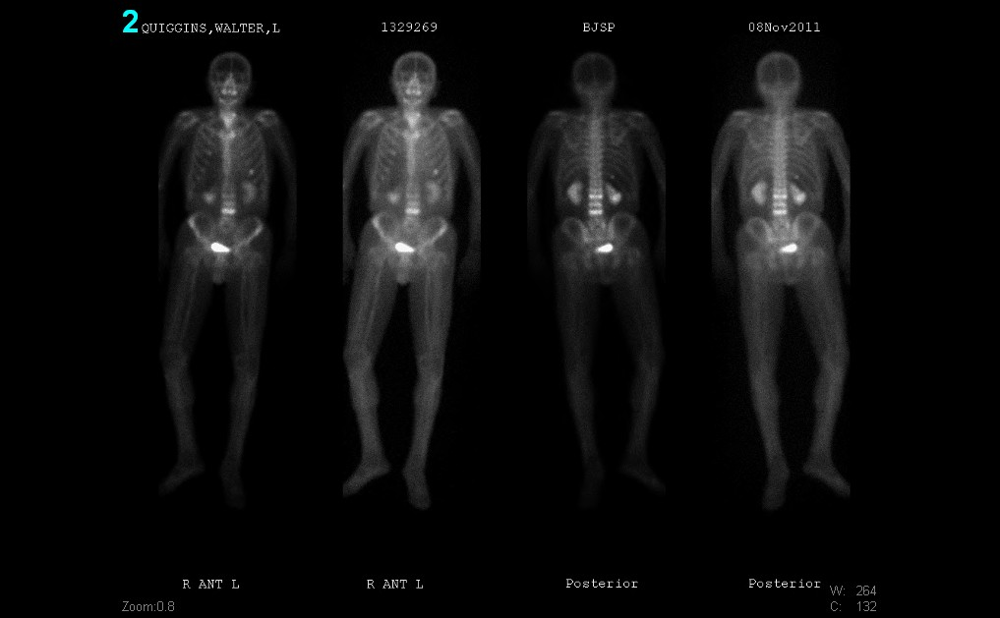 2 QUIGGINS,WALTER,L 1329269 BJSP 08Nov2011
R ANT L R ANT L Posterior Posterior
W: 264
Zoom:0.8 C: 132